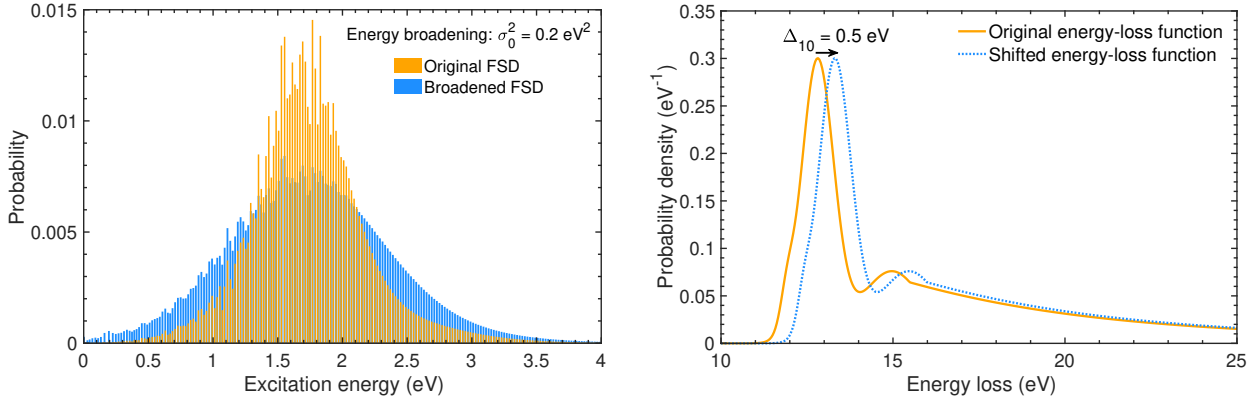 0.015
0.01
0.005
0
Probability
Energy broadening: σ₀² = 0.2 eV²
Original FSD
Broadened FSD
0 0.5 1 1.5 2 2.5 3 3.5 4
Excitation energy (eV)
0.35
0.3
0.25
0.2
0.15
0.1
0.05
0
Probability density (eV⁻¹)
Δ₁₀ = 0.5 eV
Original energy-loss function
Shifted energy-loss function
10 15 20 25
Energy loss (eV)